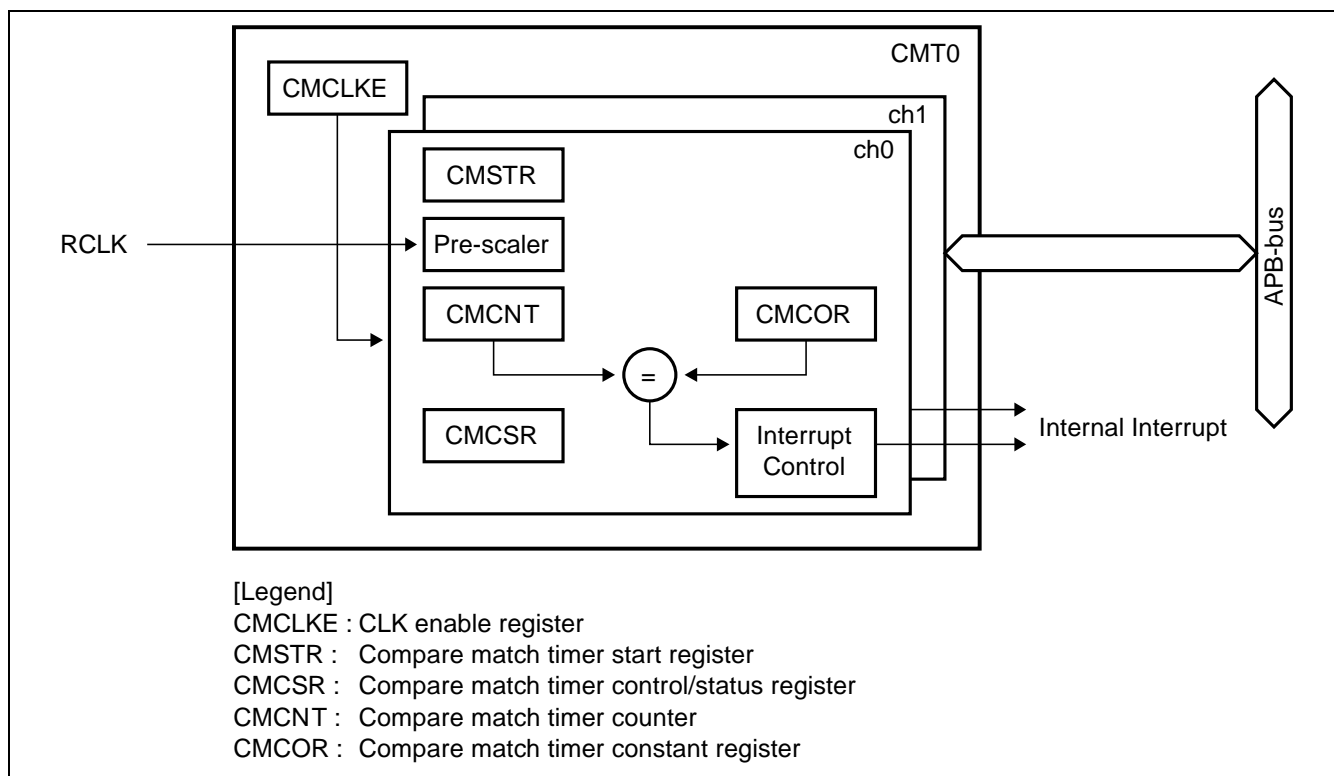 CMT0
CMCLKE
ch1
ch0
CMSTR
RCLK
Pre-scaler
APB-bus
CMCNT
CMCOR
=
CMCSR
Interrupt
Control
Internal Interrupt
[Legend]
CMCLKE : CLK enable register
CMSTR : Compare match timer start register
CMCSR : Compare match timer control/status register
CMCNT : Compare match timer counter
CMCOR : Compare match timer constant register